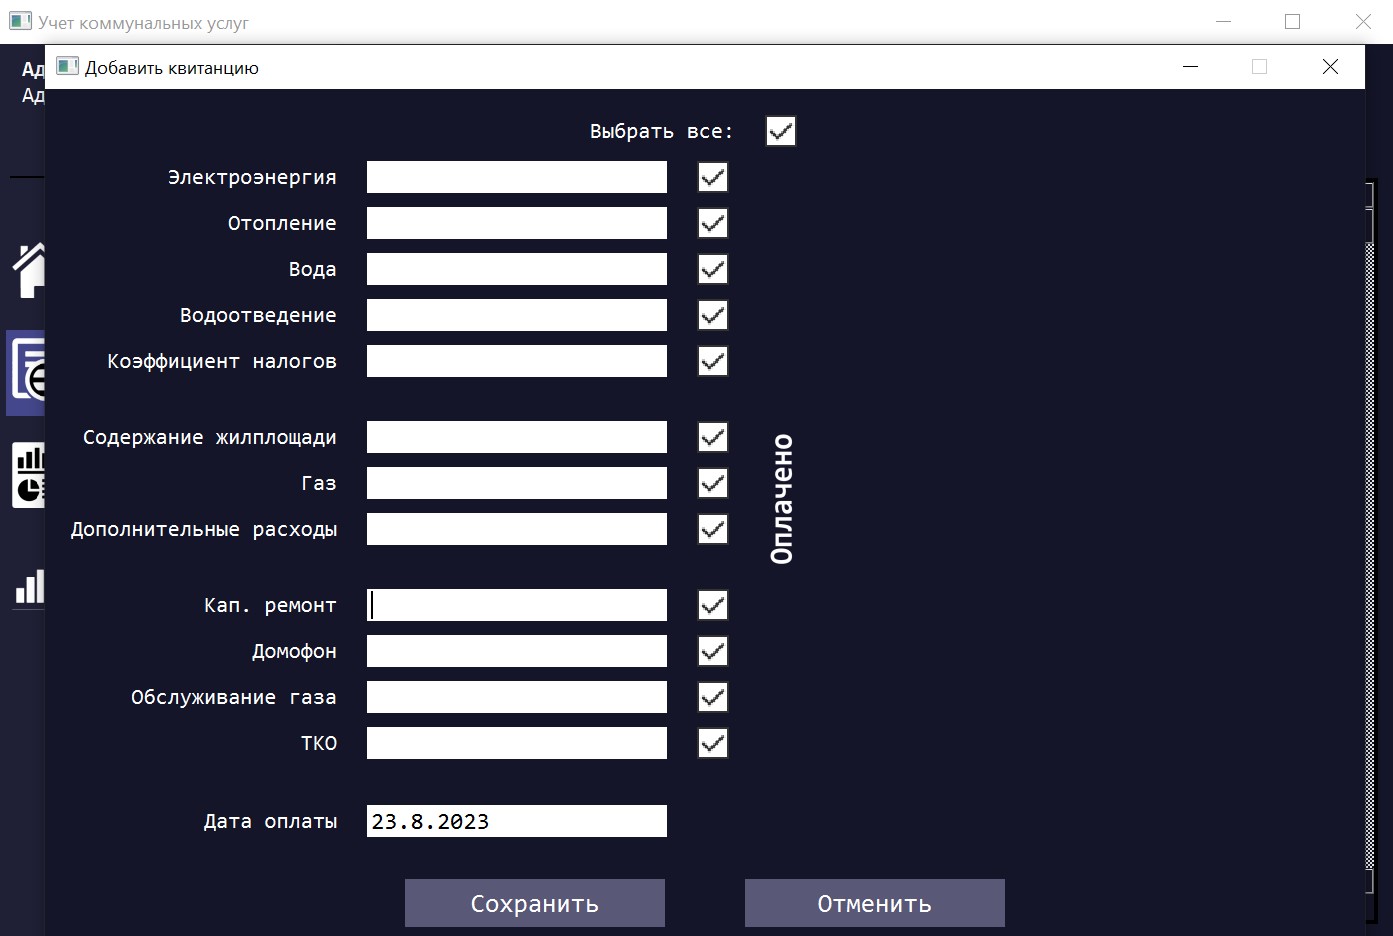 Учет коммунальных услуг
Ад
Ад
Добавить квитанцию
Выбрать все:
Электроэнергия
Отопление
Вода
Водоотведение
Коэффициент налогов
Содержание жилплощади
Газ
Дополнительные расходы
Оплачено
Кап. ремонт
Домофон
Обслуживание газа
ТКО
Дата оплаты 23.8.2023
Сохранить Отменить